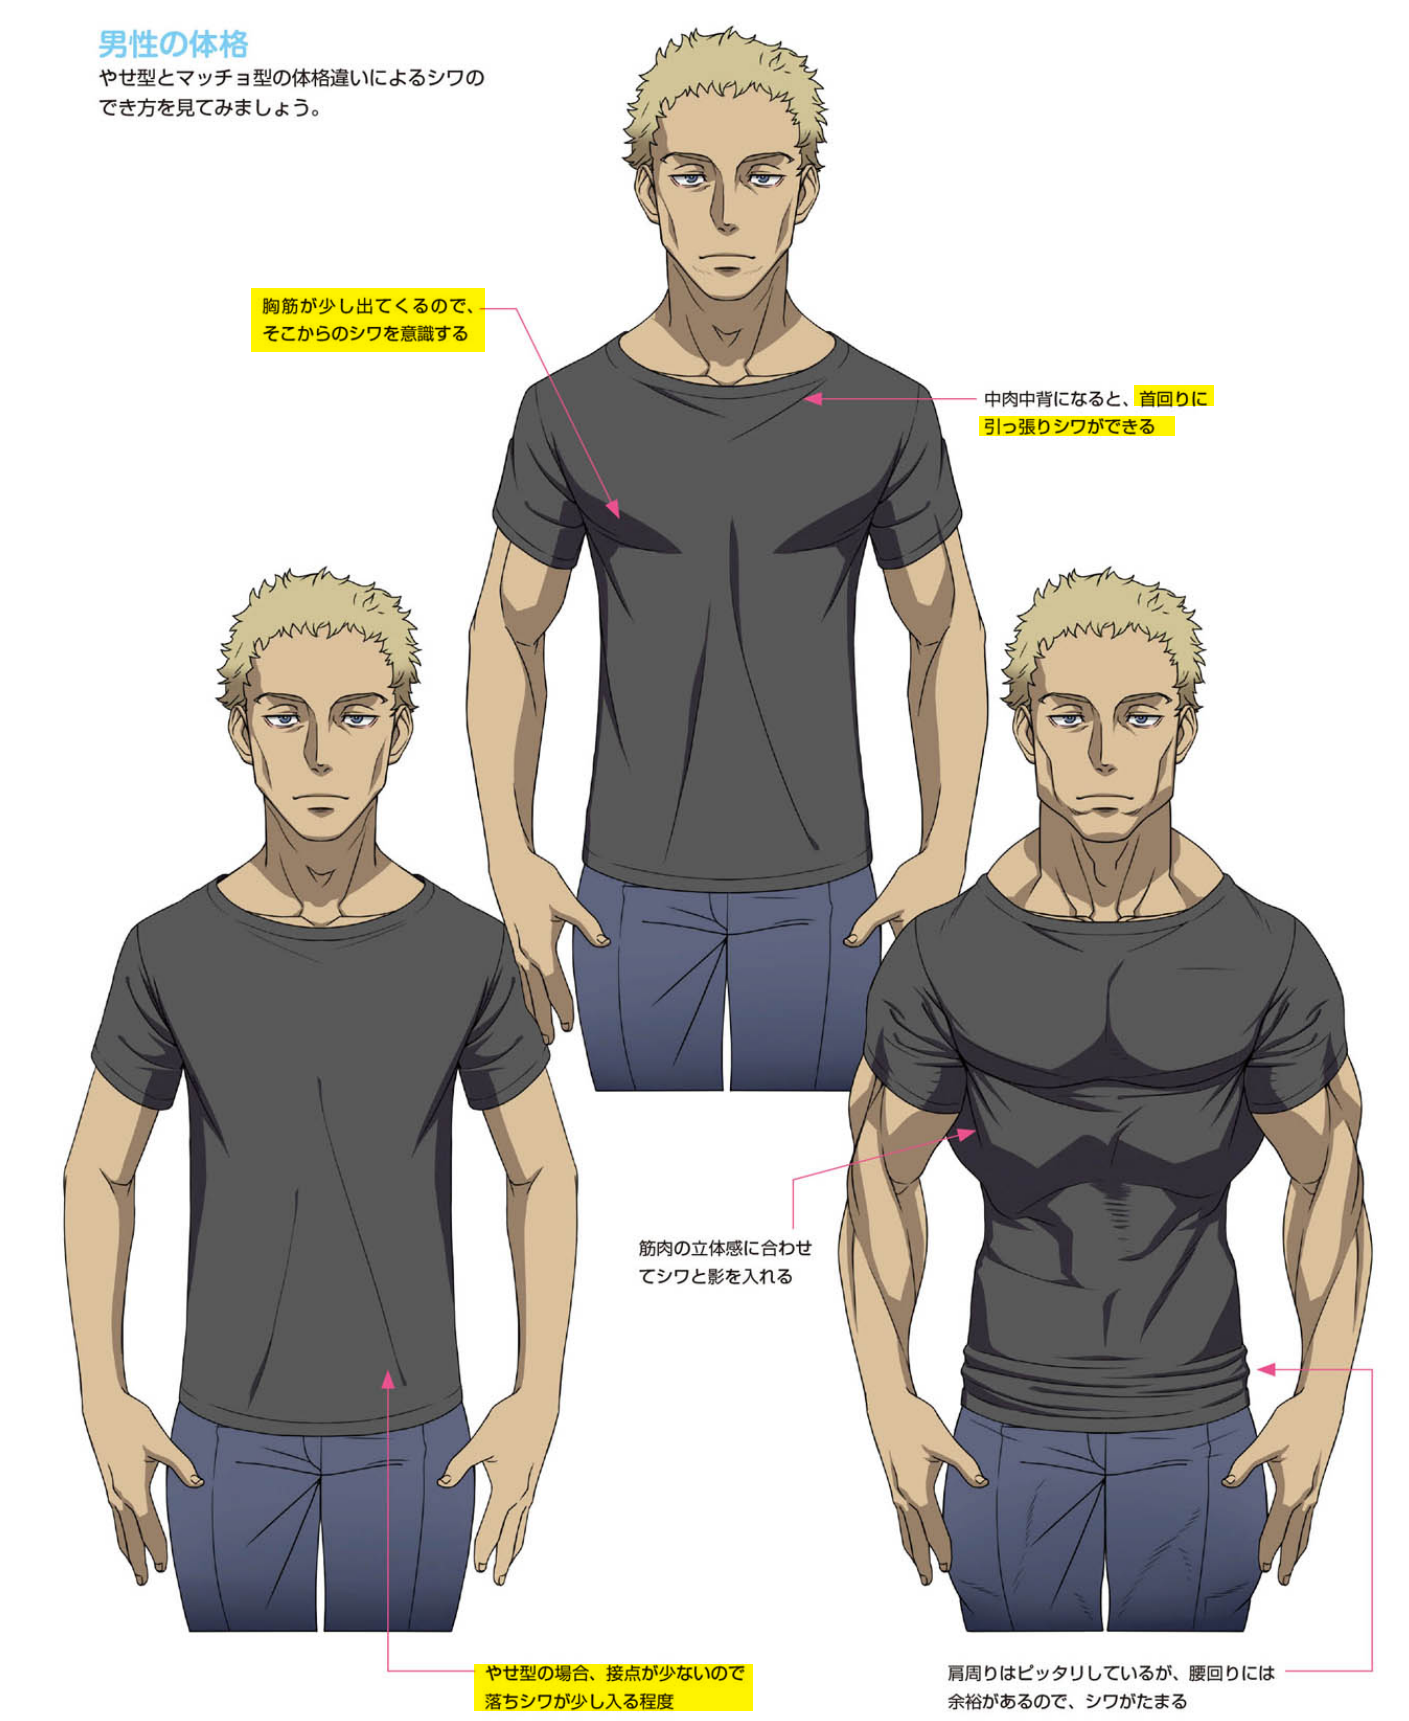 男性の体格
やせ型とマッチョ型の体格違いによるシワの
でき方を見てみましょう。
胸筋が少し出てくるので、
そこからのシワを意識する
中肉中背になると、首回りに
引っ張りシワができる
筋肉の立体感に合わせ
てシワと影を入れる
やせ型の場合、接点が少ないので
落ちシワが少し入る程度
肩周りはピッタリしているが、腰回りには
余裕があるので、シワがたまる